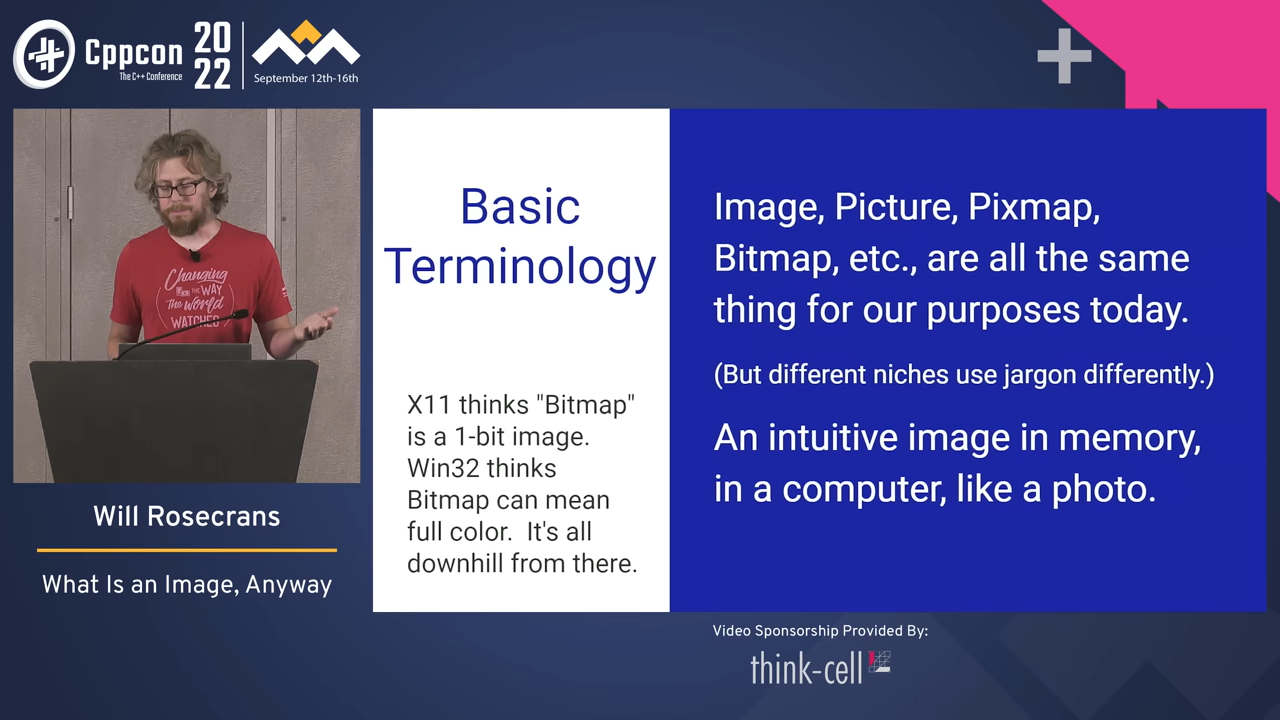 Cppcon
The C++ Conference
20
22
September 12th-16th
Changing
THE WAY
The World
WATCHES
Will Rosecrans
What Is an Image, Anyway
Basic
Terminology
X11 thinks "Bitmap"
is a 1-bit image.
Win32 thinks
Bitmap can mean
full color.  It's all
downhill from there.
Image, Picture, Pixmap,
Bitmap, etc., are all the same
thing for our purposes today.
(But different niches use jargon differently.)
An intuitive image in memory,
in a computer, like a photo.
Video Sponsorship Provided By:
think-cell